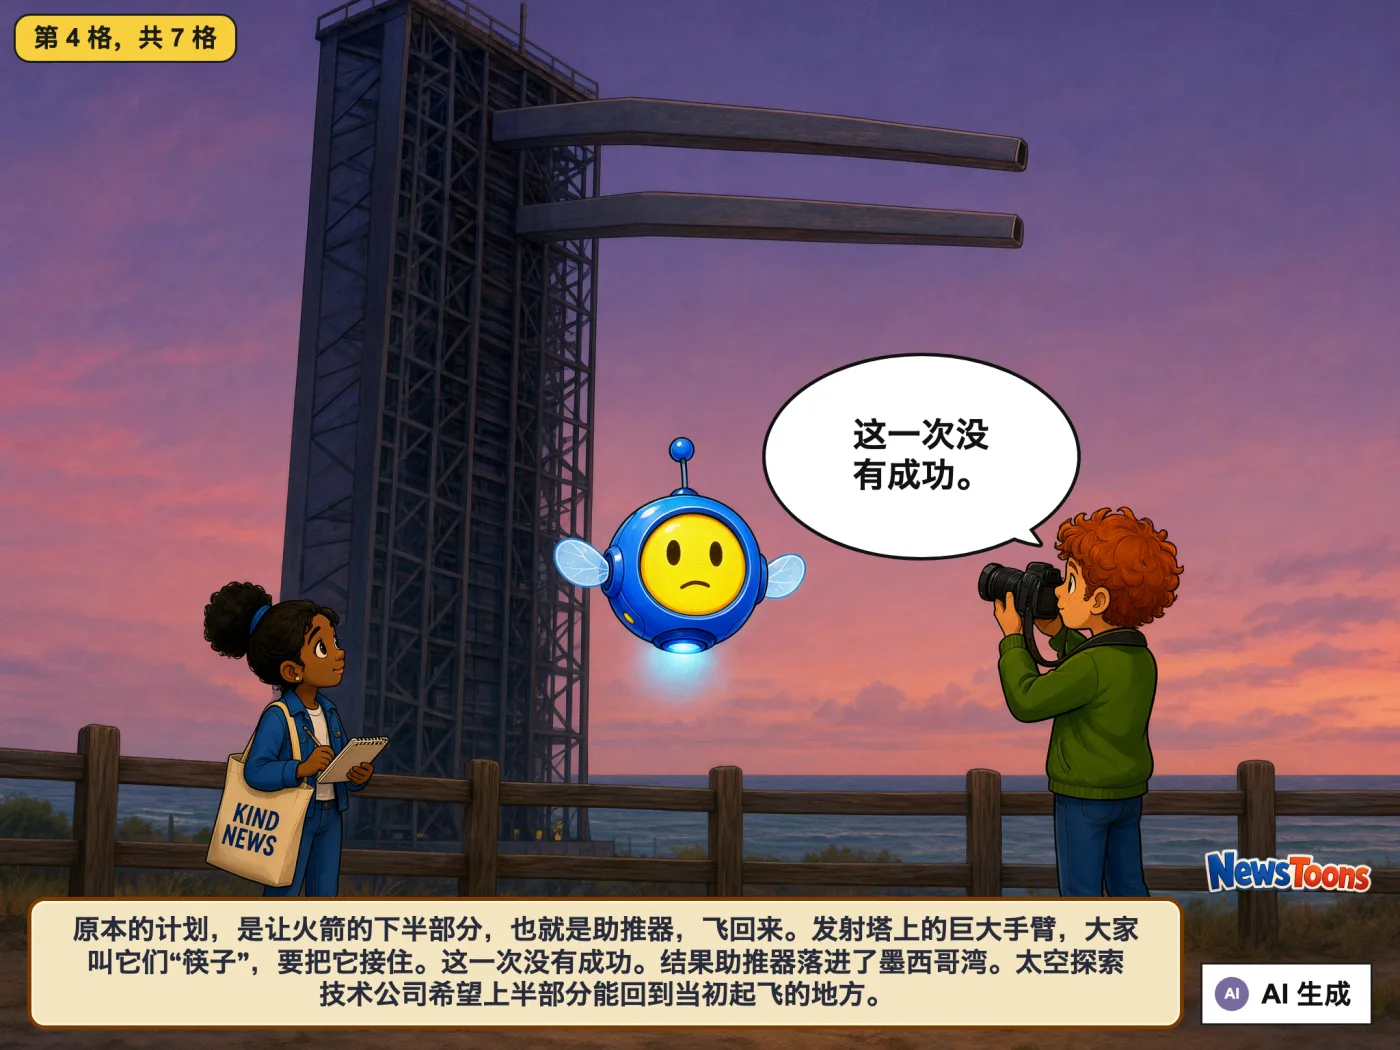 第 4 格，共 7 格
这一次没
有成功。
KIND
NEWS
NewsToons
原本的计划，是让火箭的下半部分，也就是助推器，飞回来。发射塔上的巨大手臂，大家
叫它们“筷子”，要把它接住。这一次没有成功。结果助推器落进了墨西哥湾。太空探索
技术公司希望上半部分能回到当初起飞的地方。
AI AI 生成